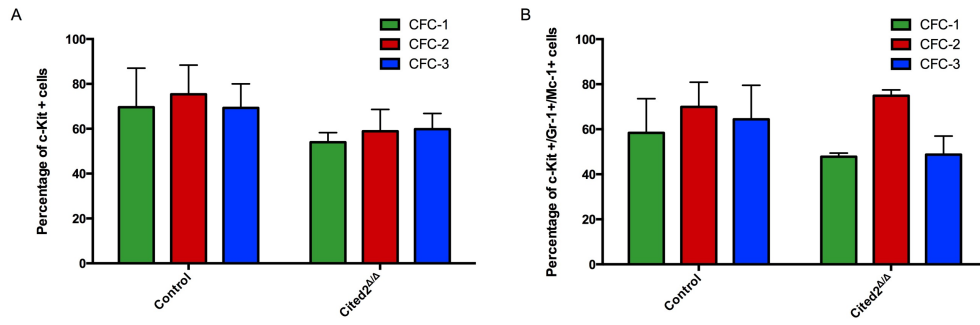 A
Percentage of c-Kit + cells
100
80
60
40
20
0
CFC-1
CFC-2
CFC-3
Control
Cited2Δ/Δ
B
Percentage of c-Kit +/Gr-1+/Mc-1+ cells
100
80
60
40
20
0
CFC-1
CFC-2
CFC-3
Control
Cited2Δ/Δ